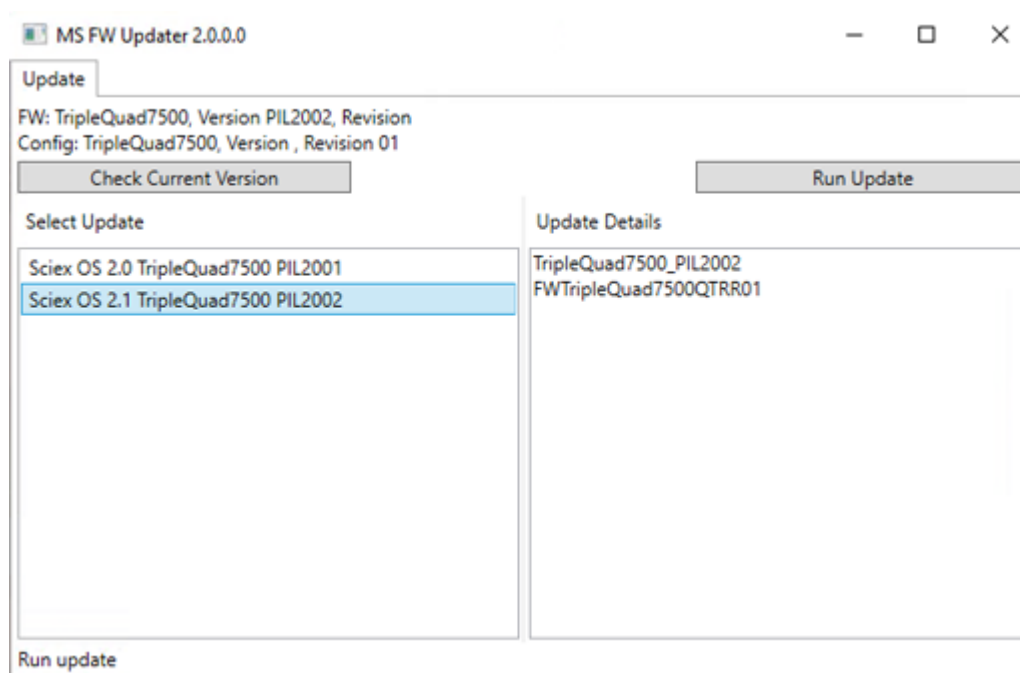 MS FW Updater 2.0.0.0
Update
FW: TripleQuad7500, Version PIL2002, Revision
Config: TripleQuad7500, Version , Revision 01
Check Current Version
Run Update
Select Update
Update Details
Sciex OS 2.0 TripleQuad7500 PIL2001
Sciex OS 2.1 TripleQuad7500 PIL2002
TripleQuad7500_PIL2002
FWTripleQuad7500QTRR01
Run update